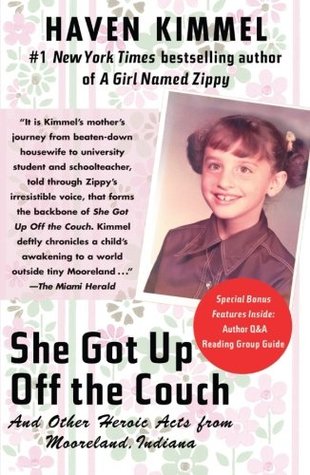 HAVEN KIMMEL
#1 New York Times bestselling author
of A Girl Named Zippy
"It is Kimmel's mother's
journey from beaten-down
housewife to university
student and schoolteacher,
told through Zippy's
irresistible voice, that forms
the backbone of She Got
Up Off the Couch. Kimmel
deftly chronicles a child's
awakening to a world
outside tiny Mooreland..."
—The Miami Herald
Special Bonus
Features Inside:
Author Q&A
Reading Group Guide
She Got Up
Off the Couch
And Other Heroic Acts from
Mooreland, Indiana